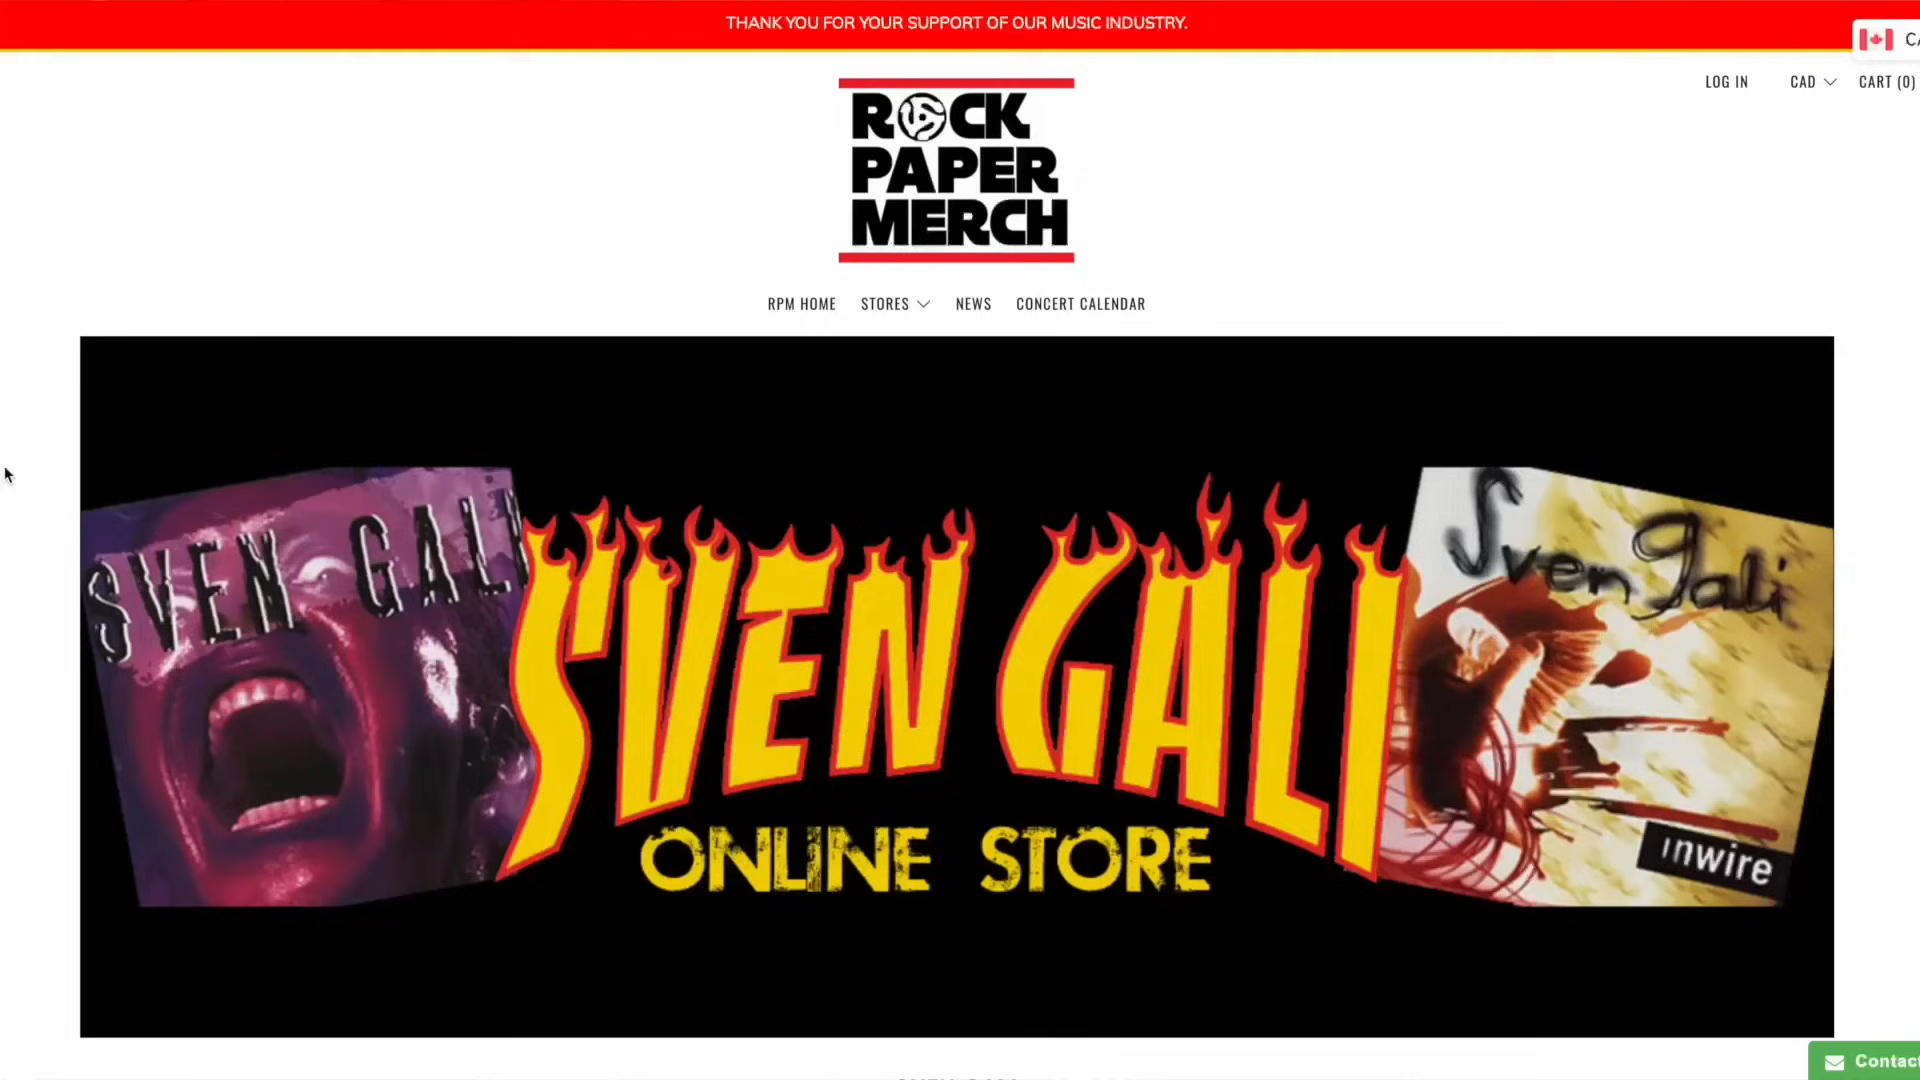 THANK YOU FOR YOUR SUPPORT OF OUR MUSIC INDUSTRY.
LOG IN CAD CART (0)
ROCK
PAPER
MERCH
RPM HOME STORES NEWS CONCERT CALENDAR
SVEN GALI
SVEN GALI
ONLINE STORE
Sven Gali
inwire